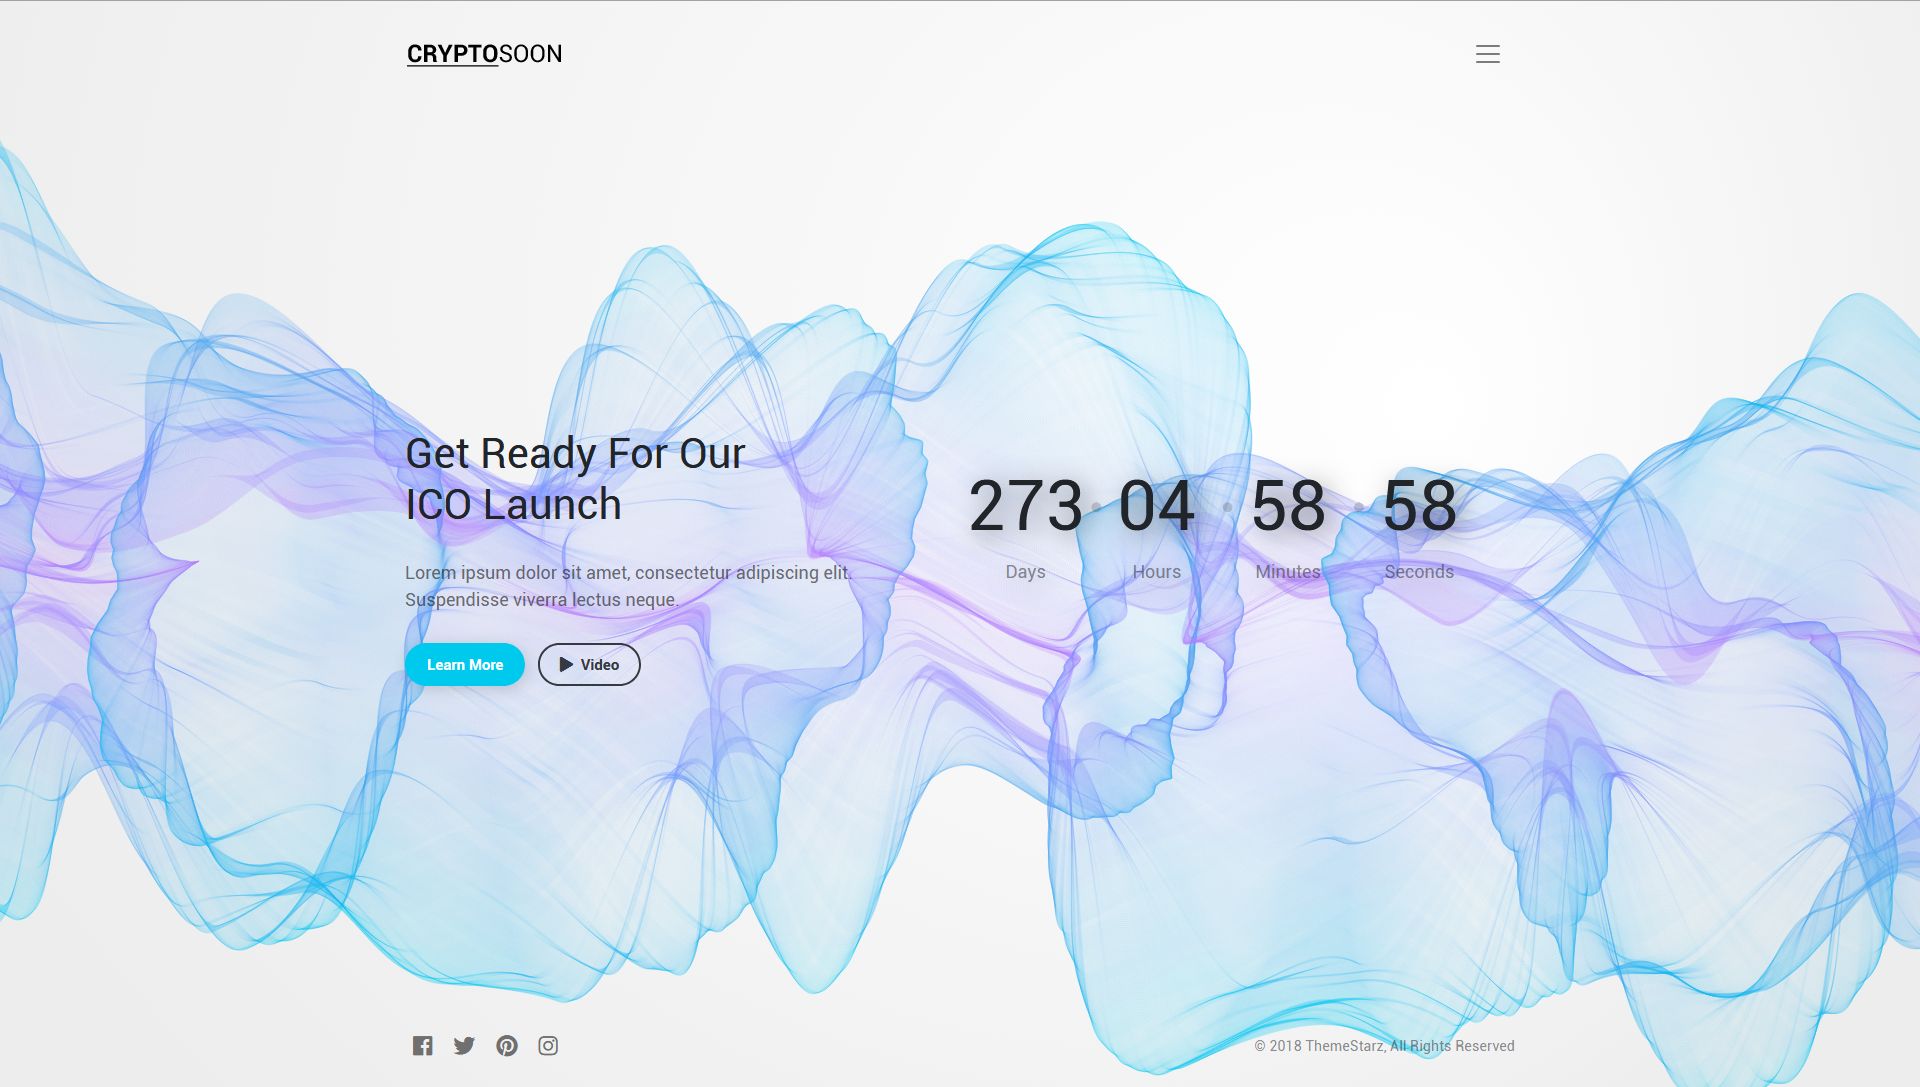 CRYPTOSOON
Get Ready For Our
ICO Launch
Lorem ipsum dolor sit amet, consectetur adipiscing elit.
Suspendisse viverra lectus neque.
Learn More
Video
273 04 58 58
Days Hours Minutes Seconds
© 2018 ThemeStarz, All Rights Reserved